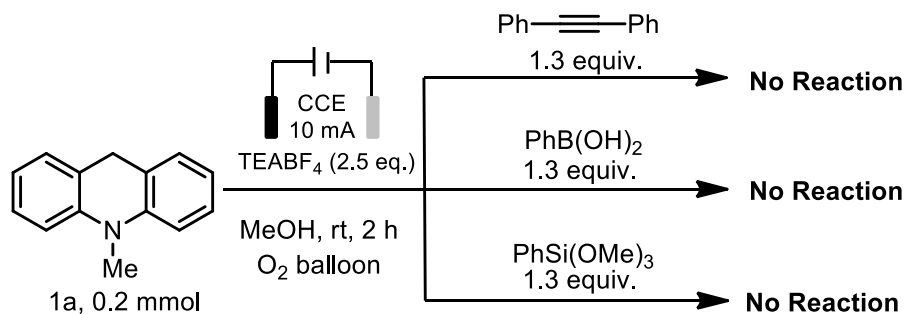 Ph Ph
1.3 equiv.
No Reaction
CCE
10 mA
TEABF₄ (2.5 eq.)
PhB(OH)₂
1.3 equiv.
No Reaction
N
Me
MeOH, rt, 2 h
O₂ balloon
1a, 0.2 mmol
PhSi(OMe)₃
1.3 equiv.
No Reaction